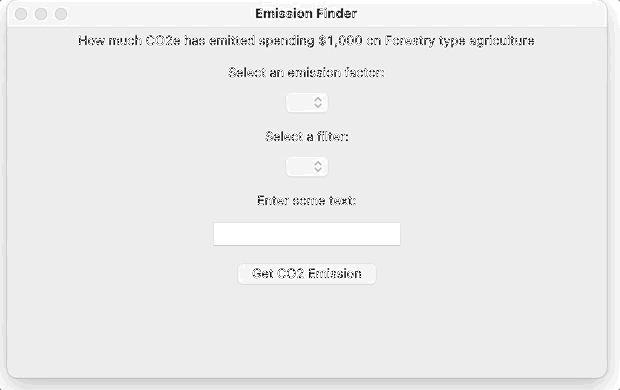 Emission Finder
How much CO2e has emitted spending $1,000 on Forestry type agriculture
Select an emission factor:
Select a filter:
Enter some text:
Get CO2 Emission